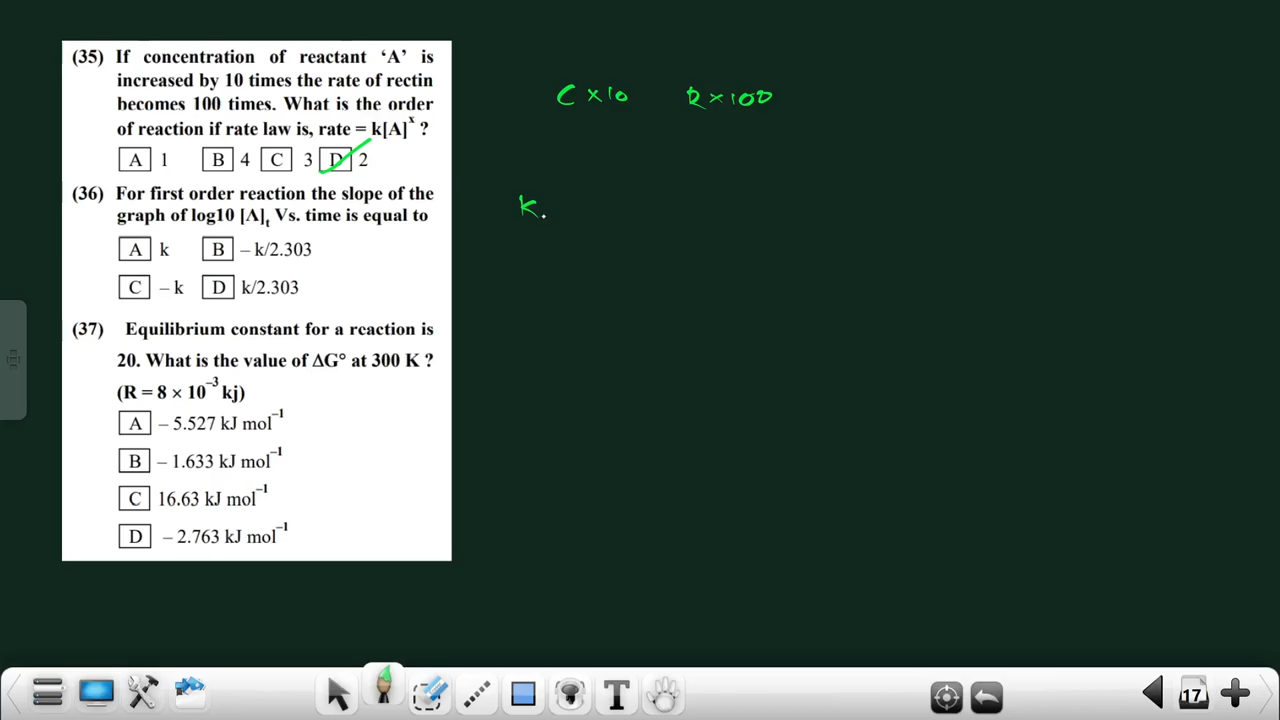 (35) If concentration of reactant ‘A’ is
increased by 10 times the rate of rectin
becomes 100 times. What is the order
of reaction if rate law is, rate = k[A]^x ?
A 1 B 4 C 3 D 2
(36) For first order reaction the slope of the
graph of log10 [A]t Vs. time is equal to
A k B – k/2.303
C – k D k/2.303
(37) Equilibrium constant for a reaction is
20. What is the value of ΔG° at 300 K ?
(R = 8 × 10^–3 kj)
A – 5.527 kJ mol^–1
B – 1.633 kJ mol^–1
C 16.63 kJ mol^–1
D – 2.763 kJ mol^–1
C × 10 R × 100
K
T
17